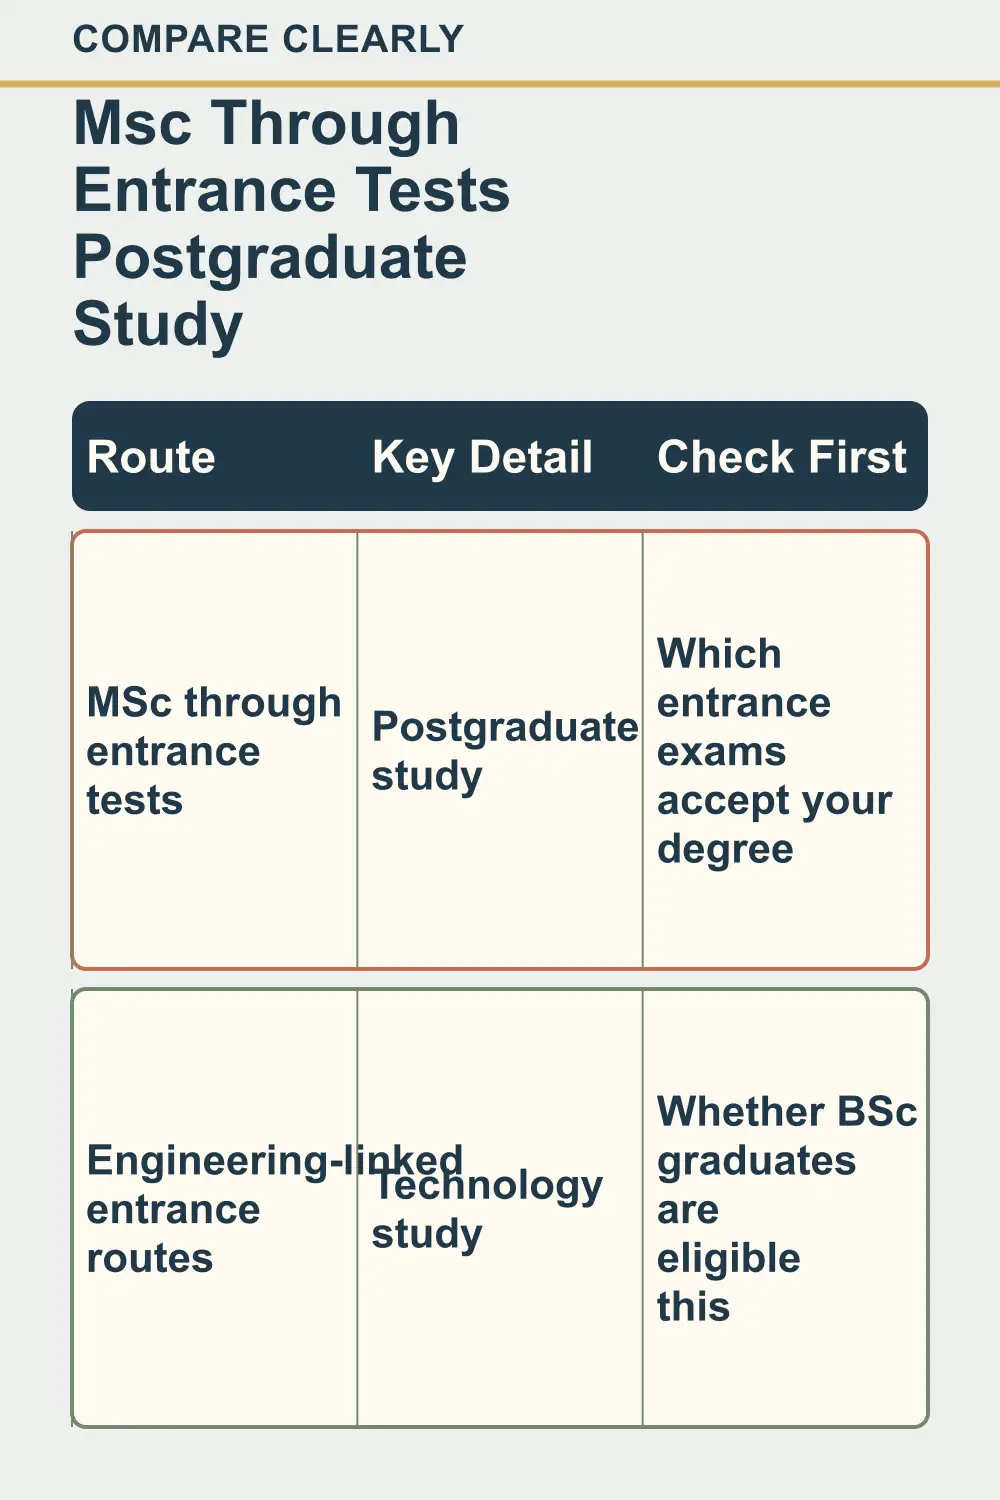 COMPARE CLEARLY
Msc Through
Entrance Tests
Postgraduate
Study
Route
Key Detail
Check First
MSc through
entrance
tests
Postgraduate
study
Which
entrance
exams
accept your
degree
Engineering-linked
entrance
routes
Technology
study
Whether BSc
graduates
are
eligible
this